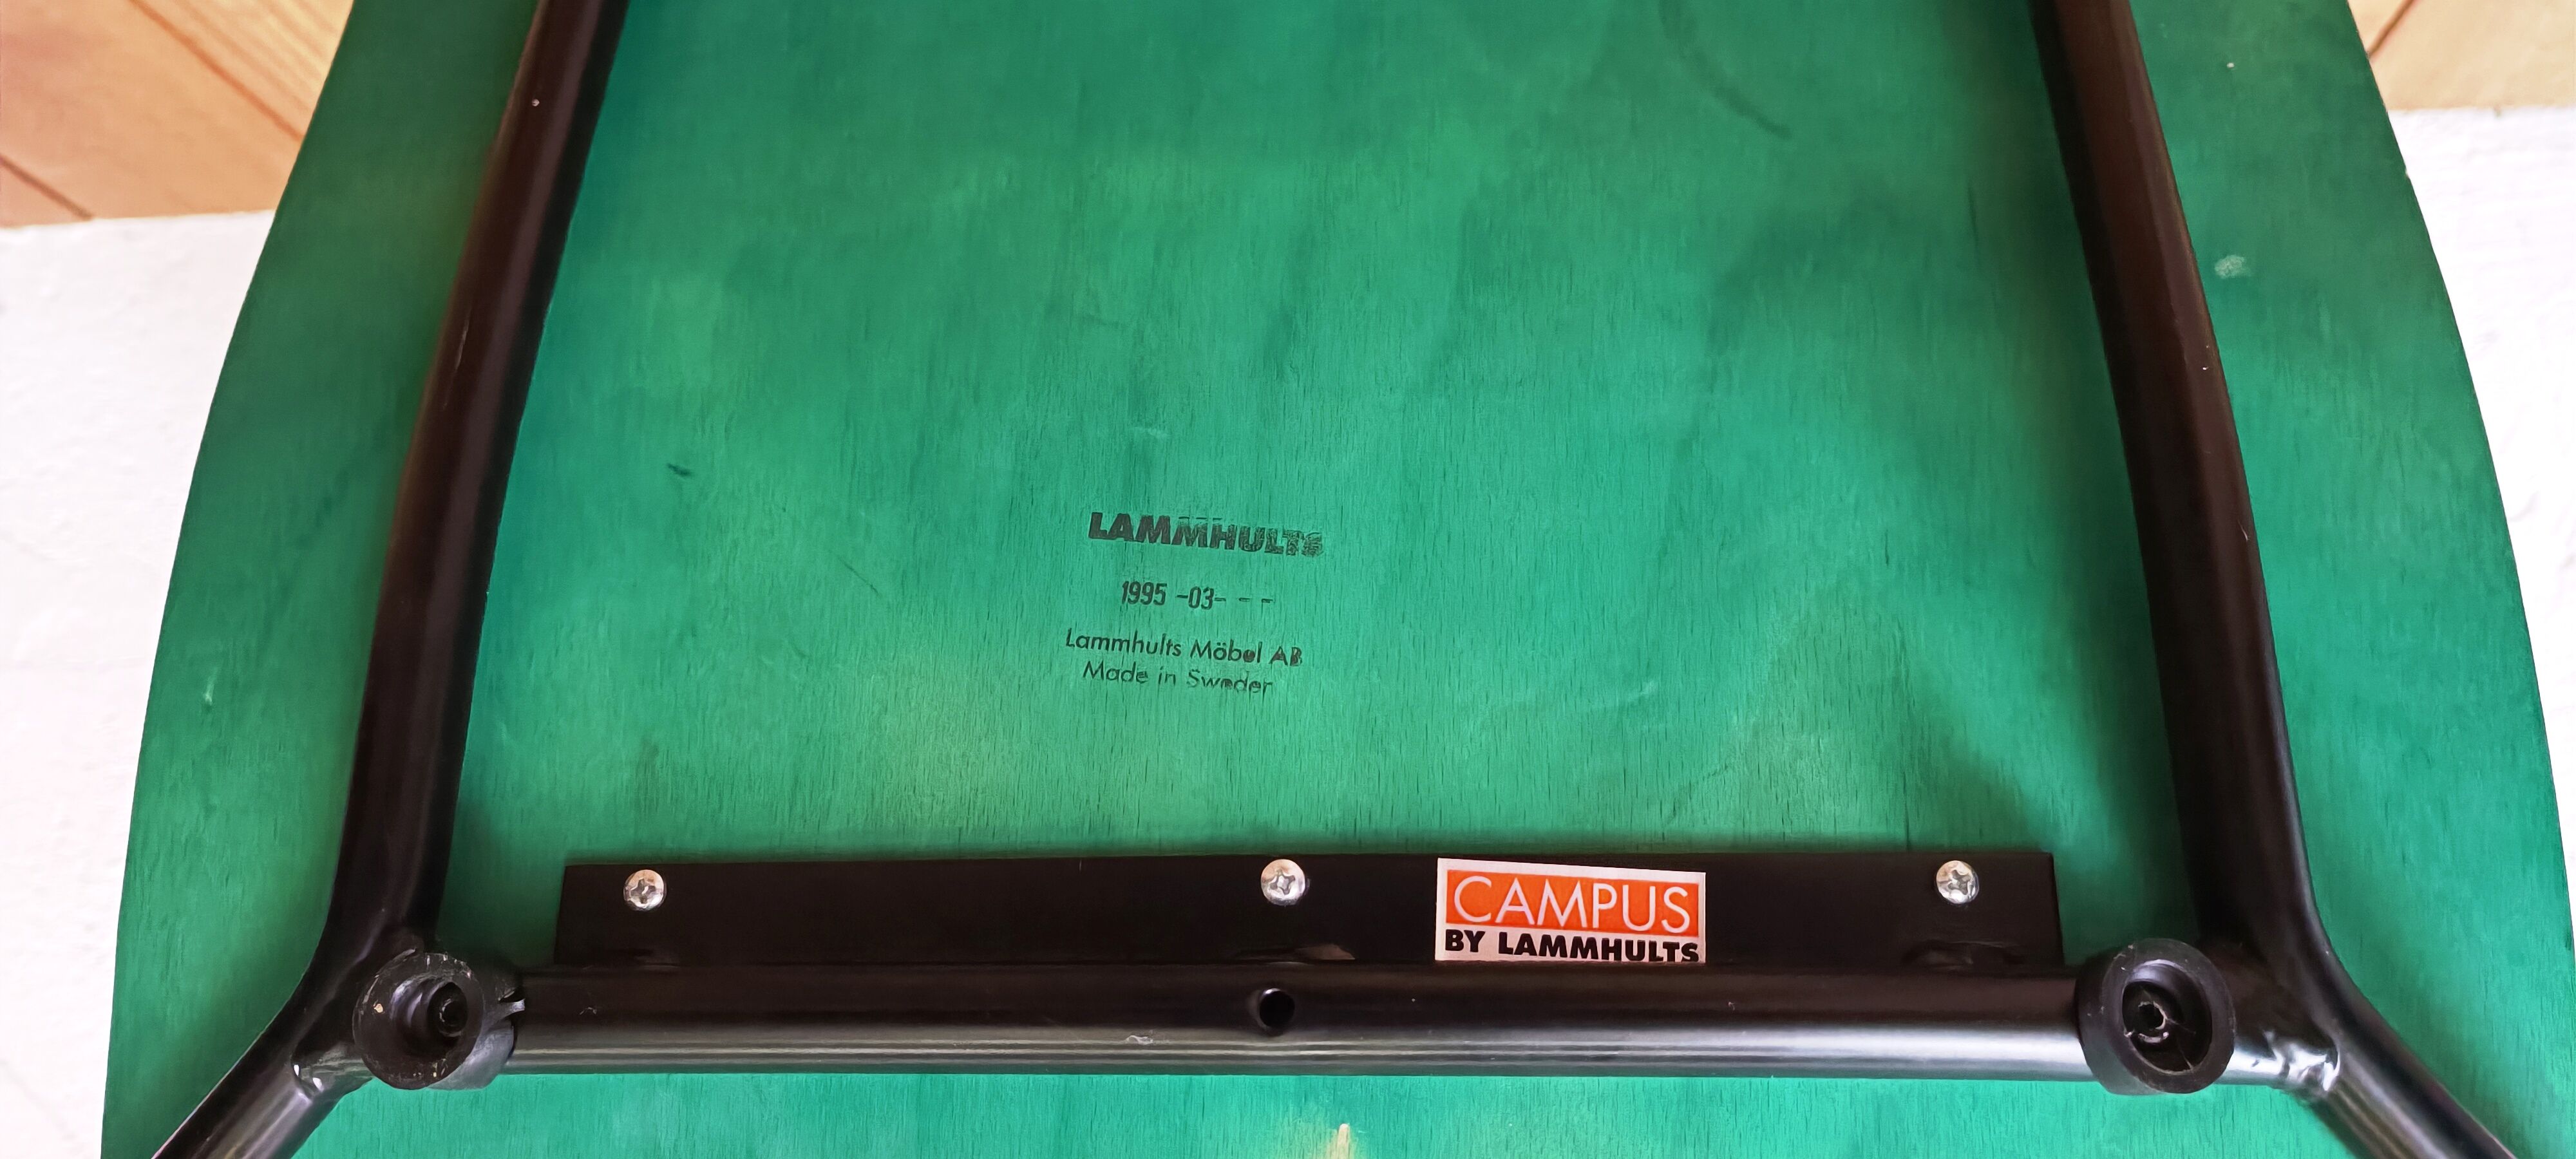 LAMMHULTS
1995 -03- - -
Lammhults Möbel AB
Made in Sweden
CAMPUS
BY LAMMHULTS